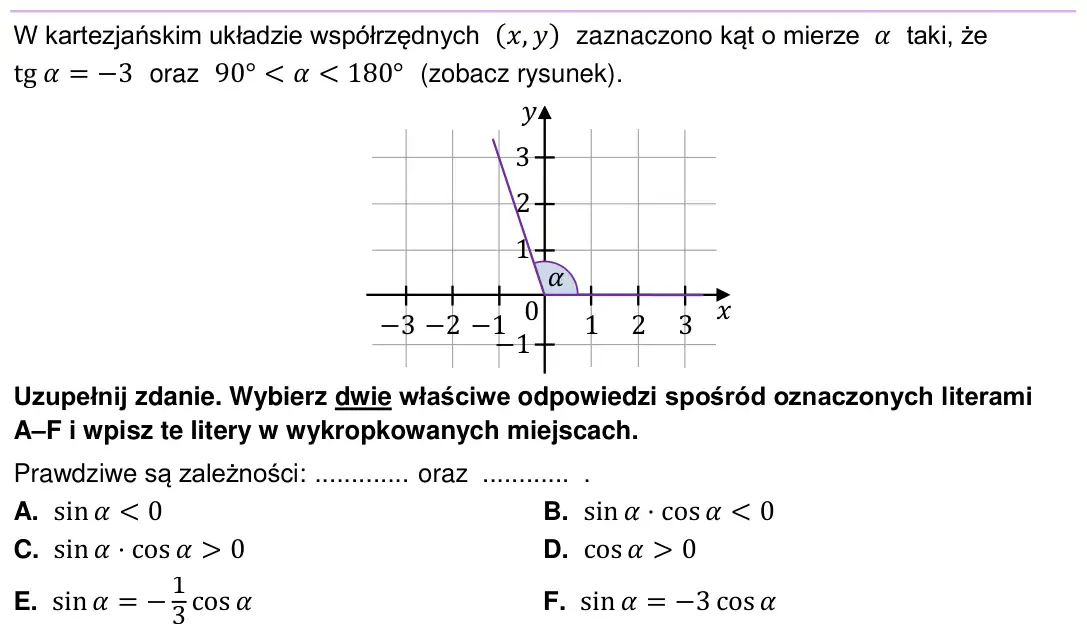 W kartezjańskim układzie współrzędnych (x, y) zaznaczono kąt o mierze α taki, że
tg α = −3 oraz 90° < α < 180° (zobacz rysunek).
y
3
2
1
α
0
−3 −2 −1 1 2 3 x
−1
Uzupełnij zdanie. Wybierz dwie właściwe odpowiedzi spośród oznaczonych literami
A–F i wpisz te litery w wykropkowanych miejscach.
Prawdziwe są zależności: ............. oraz ............ .
A. sin α < 0 B. sin α · cos α < 0
C. sin α · cos α > 0 D. cos α > 0
E. sin α = −1/3 cos α F. sin α = −3 cos α